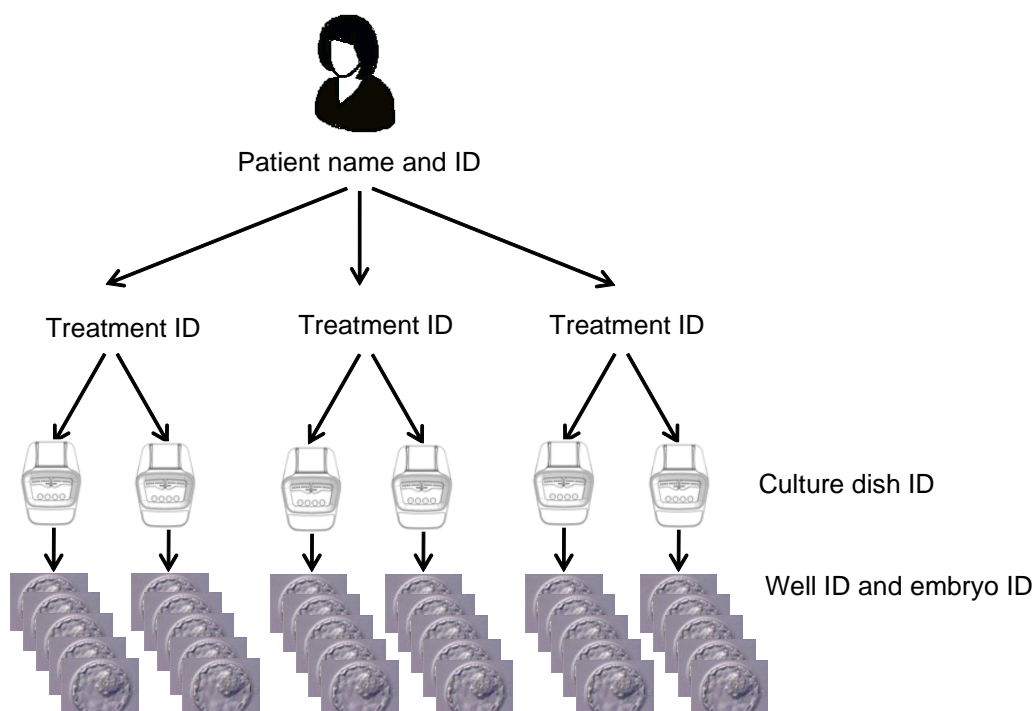 Patient name and ID
Treatment ID
Treatment ID
Treatment ID
Culture dish ID
Well ID and embryo ID